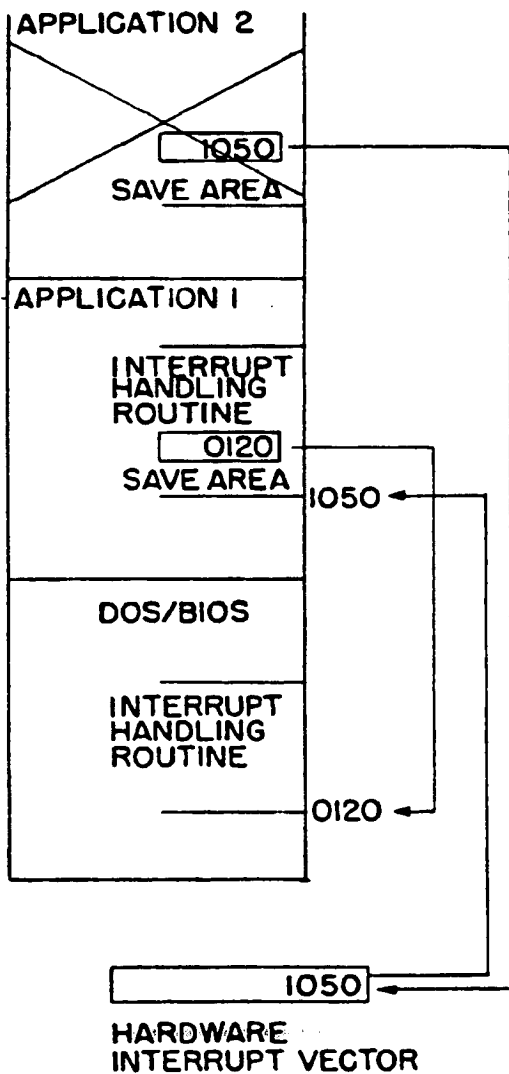 APPLICATION 2
1050
SAVE AREA
APPLICATION I
INTERRUPT
HANDLING
ROUTINE
0120
SAVE AREA
1050
DOS/BIOS
INTERRUPT
HANDLING
ROUTINE
0120
1050
HARDWARE
INTERRUPT VECTOR